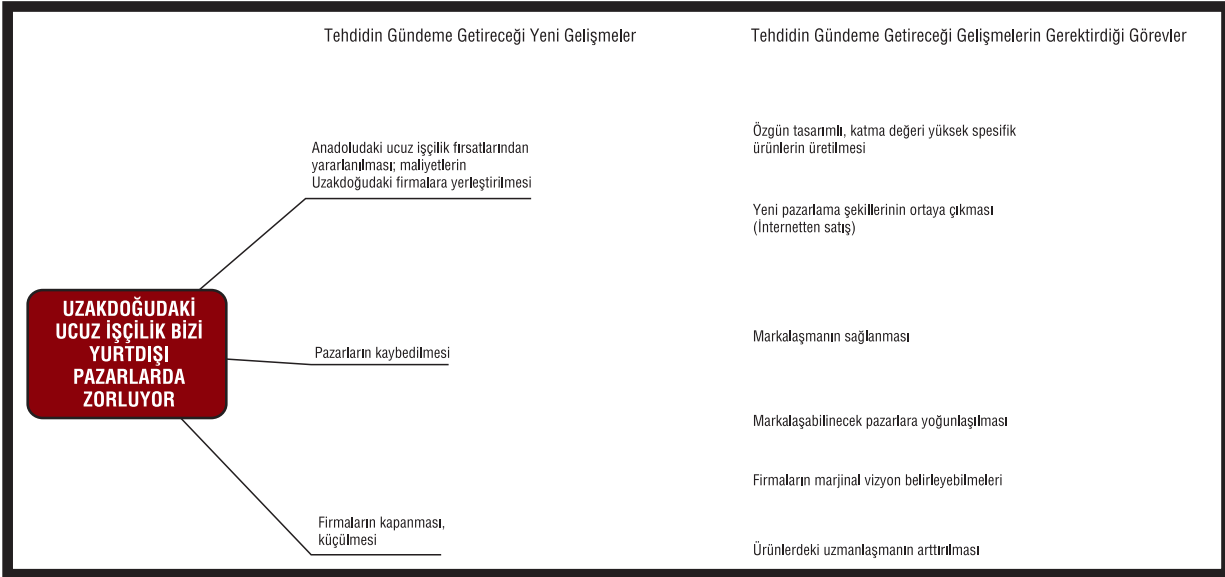 Tehdidin Gündeme Getireceği Yeni Gelişmeler
Tehdidin Gündeme Getireceği Gelişmelerin Gerektirdiği Görevler
Anadoludaki ucuz işçilik fırsatlarından
yararlanılması; maliyetlerin
Uzakdoğudaki firmalara yerleştirilmesi
UZAKDOĞUDAKİ
UCUZ İŞÇİLİK BİZİ
YURTDIŞI
PAZARLARDA
ZORLUYOR
Pazarların kaybedilmesi
Firmaların kapanması,
küçülmesi
Özgün tasarımlı, katma değeri yüksek spesifik
ürünlerin üretilmesi
Yeni pazarlama şekillerinin ortaya çıkması
(İnternetten satış)
Markalaşmanın sağlanması
Markalaşabilinecek pazarlara yoğunlaşılması
Firmaların marjinal vizyon belirleyebilmeleri
Ürünlerdeki uzmanlaşmanın arttırılması